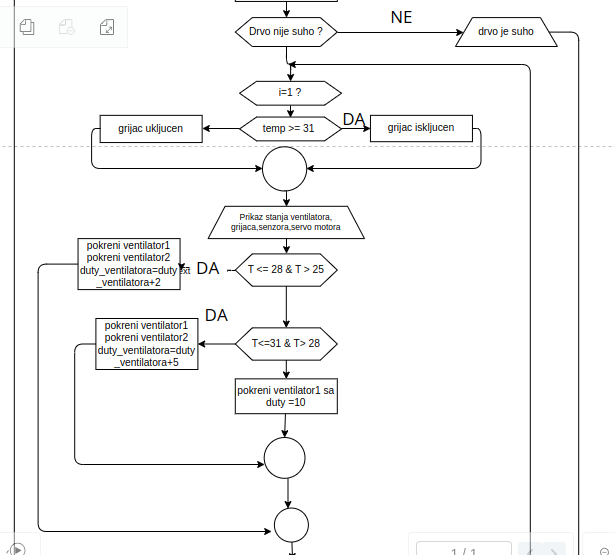 NE
Drvo nije suho ?
drvo je suho
i=1 ?
DA
grijac ukljucen
temp >= 31
grijac iskljucen
Prikaz stanja ventilatora,
grijaca,senzora,servo motora
pokreni ventilator1
pokreni ventilator2
duty_ventilatora=duty
_ventilatora+2
DA
T <= 28 & T > 25
DA
pokreni ventilator1
pokreni ventilator2
duty_ventilatora=duty
_ventilatora+5
T<=31 & T> 28
pokreni ventilator1 sa
duty =10
1 / 1